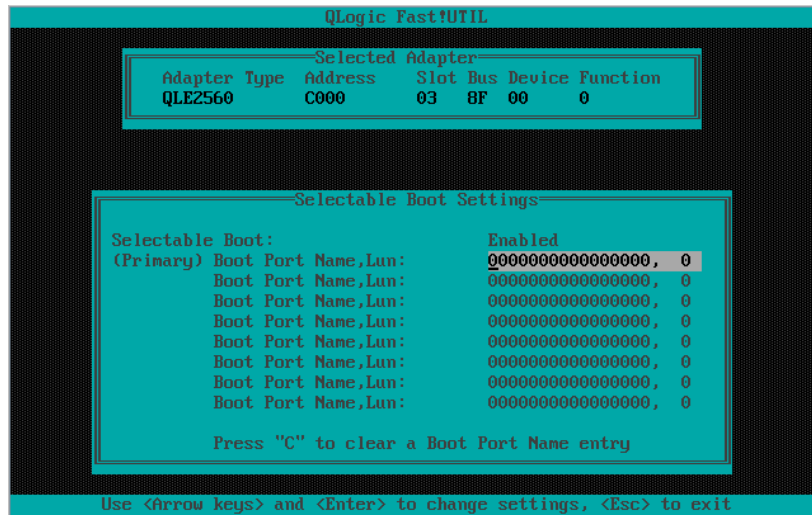 QLogic Fast!UTIL
Selected Adapter
Adapter Type Address Slot Bus Device Function
QLE2560 C000 03 8F 00 0
Selectable Boot Settings
Selectable Boot: Enabled
(Primary) Boot Port Name,Lun: 0000000000000000, 0
Boot Port Name,Lun: 0000000000000000, 0
Boot Port Name,Lun: 0000000000000000, 0
Boot Port Name,Lun: 0000000000000000, 0
Boot Port Name,Lun: 0000000000000000, 0
Boot Port Name,Lun: 0000000000000000, 0
Boot Port Name,Lun: 0000000000000000, 0
Boot Port Name,Lun: 0000000000000000, 0
Press "C" to clear a Boot Port Name entry
Use <Arrow keys> and <Enter> to change settings, <Esc> to exit